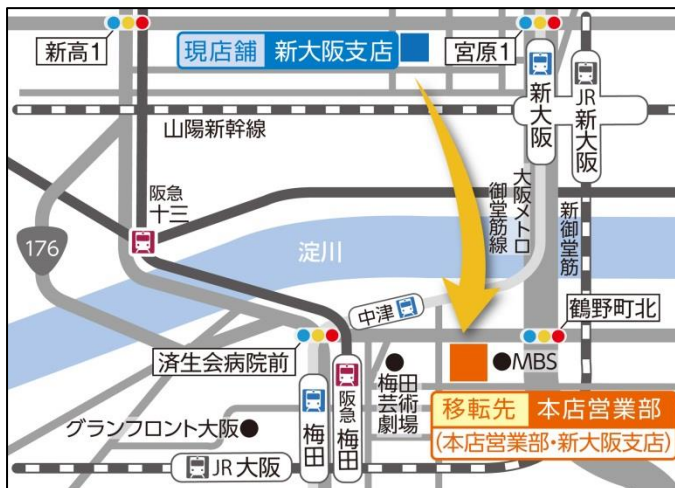 新高1
現店舗 新大阪支店
宮原1
新大阪
JR新大阪
山陽新幹線
阪急
十三
大阪メトロ
御堂筋線
新御堂筋
176
淀川
中津
鶴野町北
済生会病院前
梅田
阪急梅田
梅田
芸術
劇場
MBS
移転先 本店営業部
(本店営業部・新大阪支店)
グランフロント大阪
JR大阪